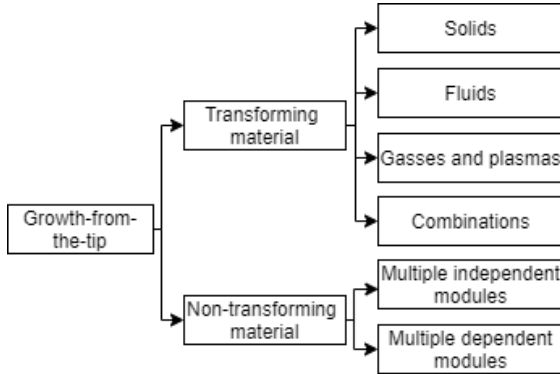 Solids
Fluids
Transforming
material
Gasses and plasmas
Combinations
Growth-from-
the-tip
Multiple independent
modules
Non-transforming
material
Multiple dependent
modules